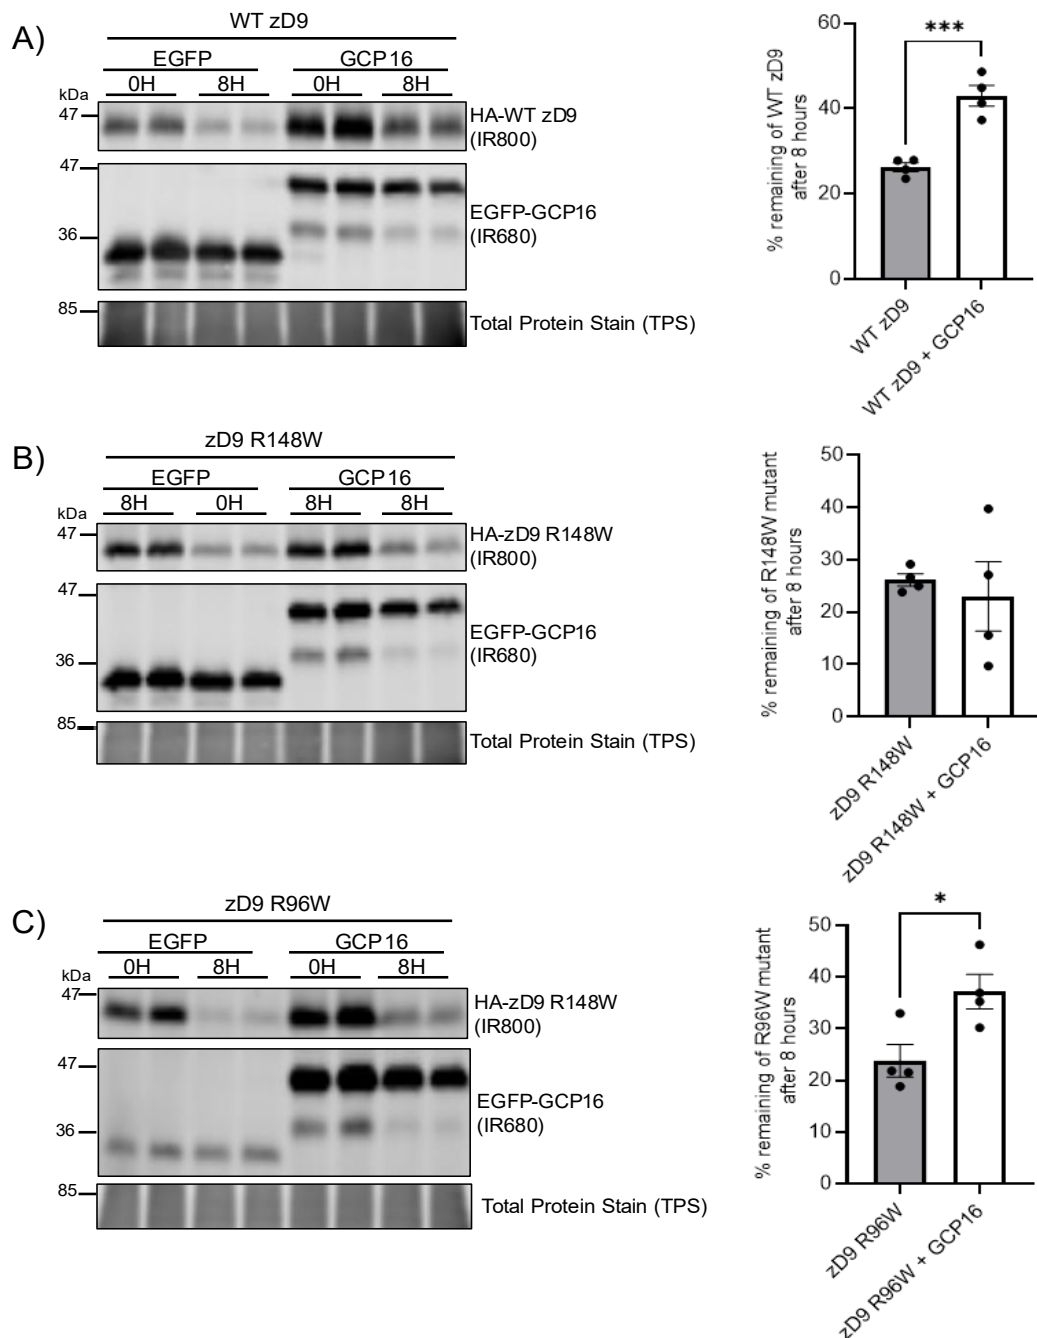 A)
WT zD9
EGFP GCP16
0H 8H 0H 8H
kDa
47
HA-WT zD9
(IR800)
47
36
EGFP-GCP16
(IR680)
85
Total Protein Stain (TPS)
% remaining of WT zD9
after 8 hours
60
40
20
0
***
WT zD9
WT zD9 + GCP16
B)
zD9 R148W
EGFP GCP16
8H 0H 8H 8H
kDa
47
HA-zD9 R148W
(IR800)
47
36
EGFP-GCP16
(IR680)
85
Total Protein Stain (TPS)
% remaining of R148W mutant
after 8 hours
50
40
30
20
10
0
zD9 R148W
zD9 R148W + GCP16
C)
zD9 R96W
EGFP GCP16
0H 8H 0H 8H
kDa
47
HA-zD9 R148W
(IR800)
47
36
EGFP-GCP16
(IR680)
85
Total Protein Stain (TPS)
% remaining of R96W mutant
after 8 hours
50
40
30
20
10
0
*
zD9 R96W
zD9 R96W + GCP16